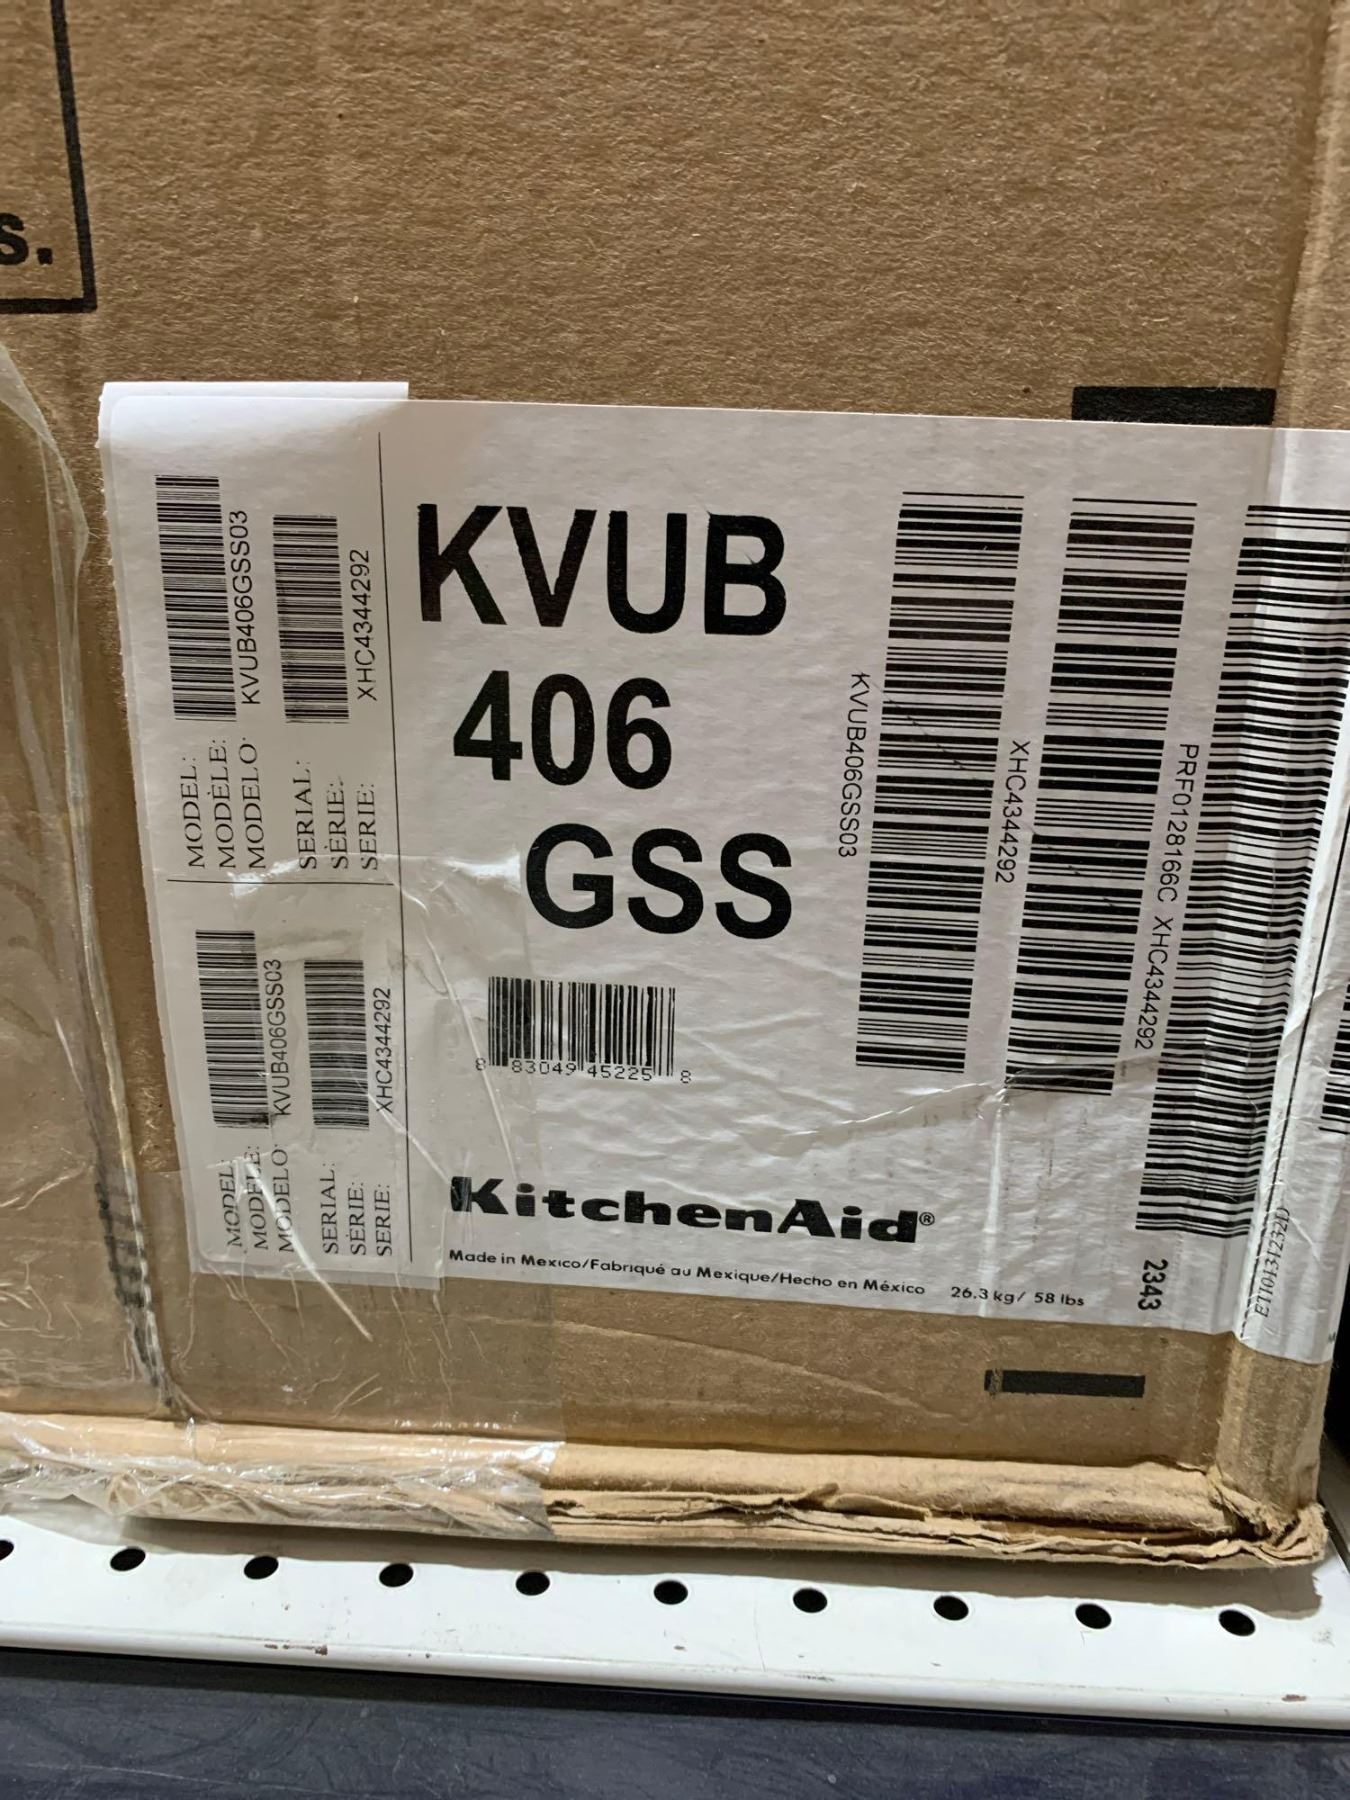 s.
MODEL:
MODÈLE:
MODELO:
KVUB406GSS03
SERIAL:
SÈRIE:
SERIE:
XHC4344292
MODEL:
MODÈLE:
MODELO:
KVUB406GSS03
SERIAL:
SÈRIE:
SERIE:
XHC4344292
KVUB
406
GSS
8 83049 45225 8
KitchenAid®
Made in Mexico/Fabriqué au Mexique/Hecho en México 26.3 kg/ 58 lbs
KVUB406GSS03
XHC4344292
PRF0128166C XHC4344292
2343